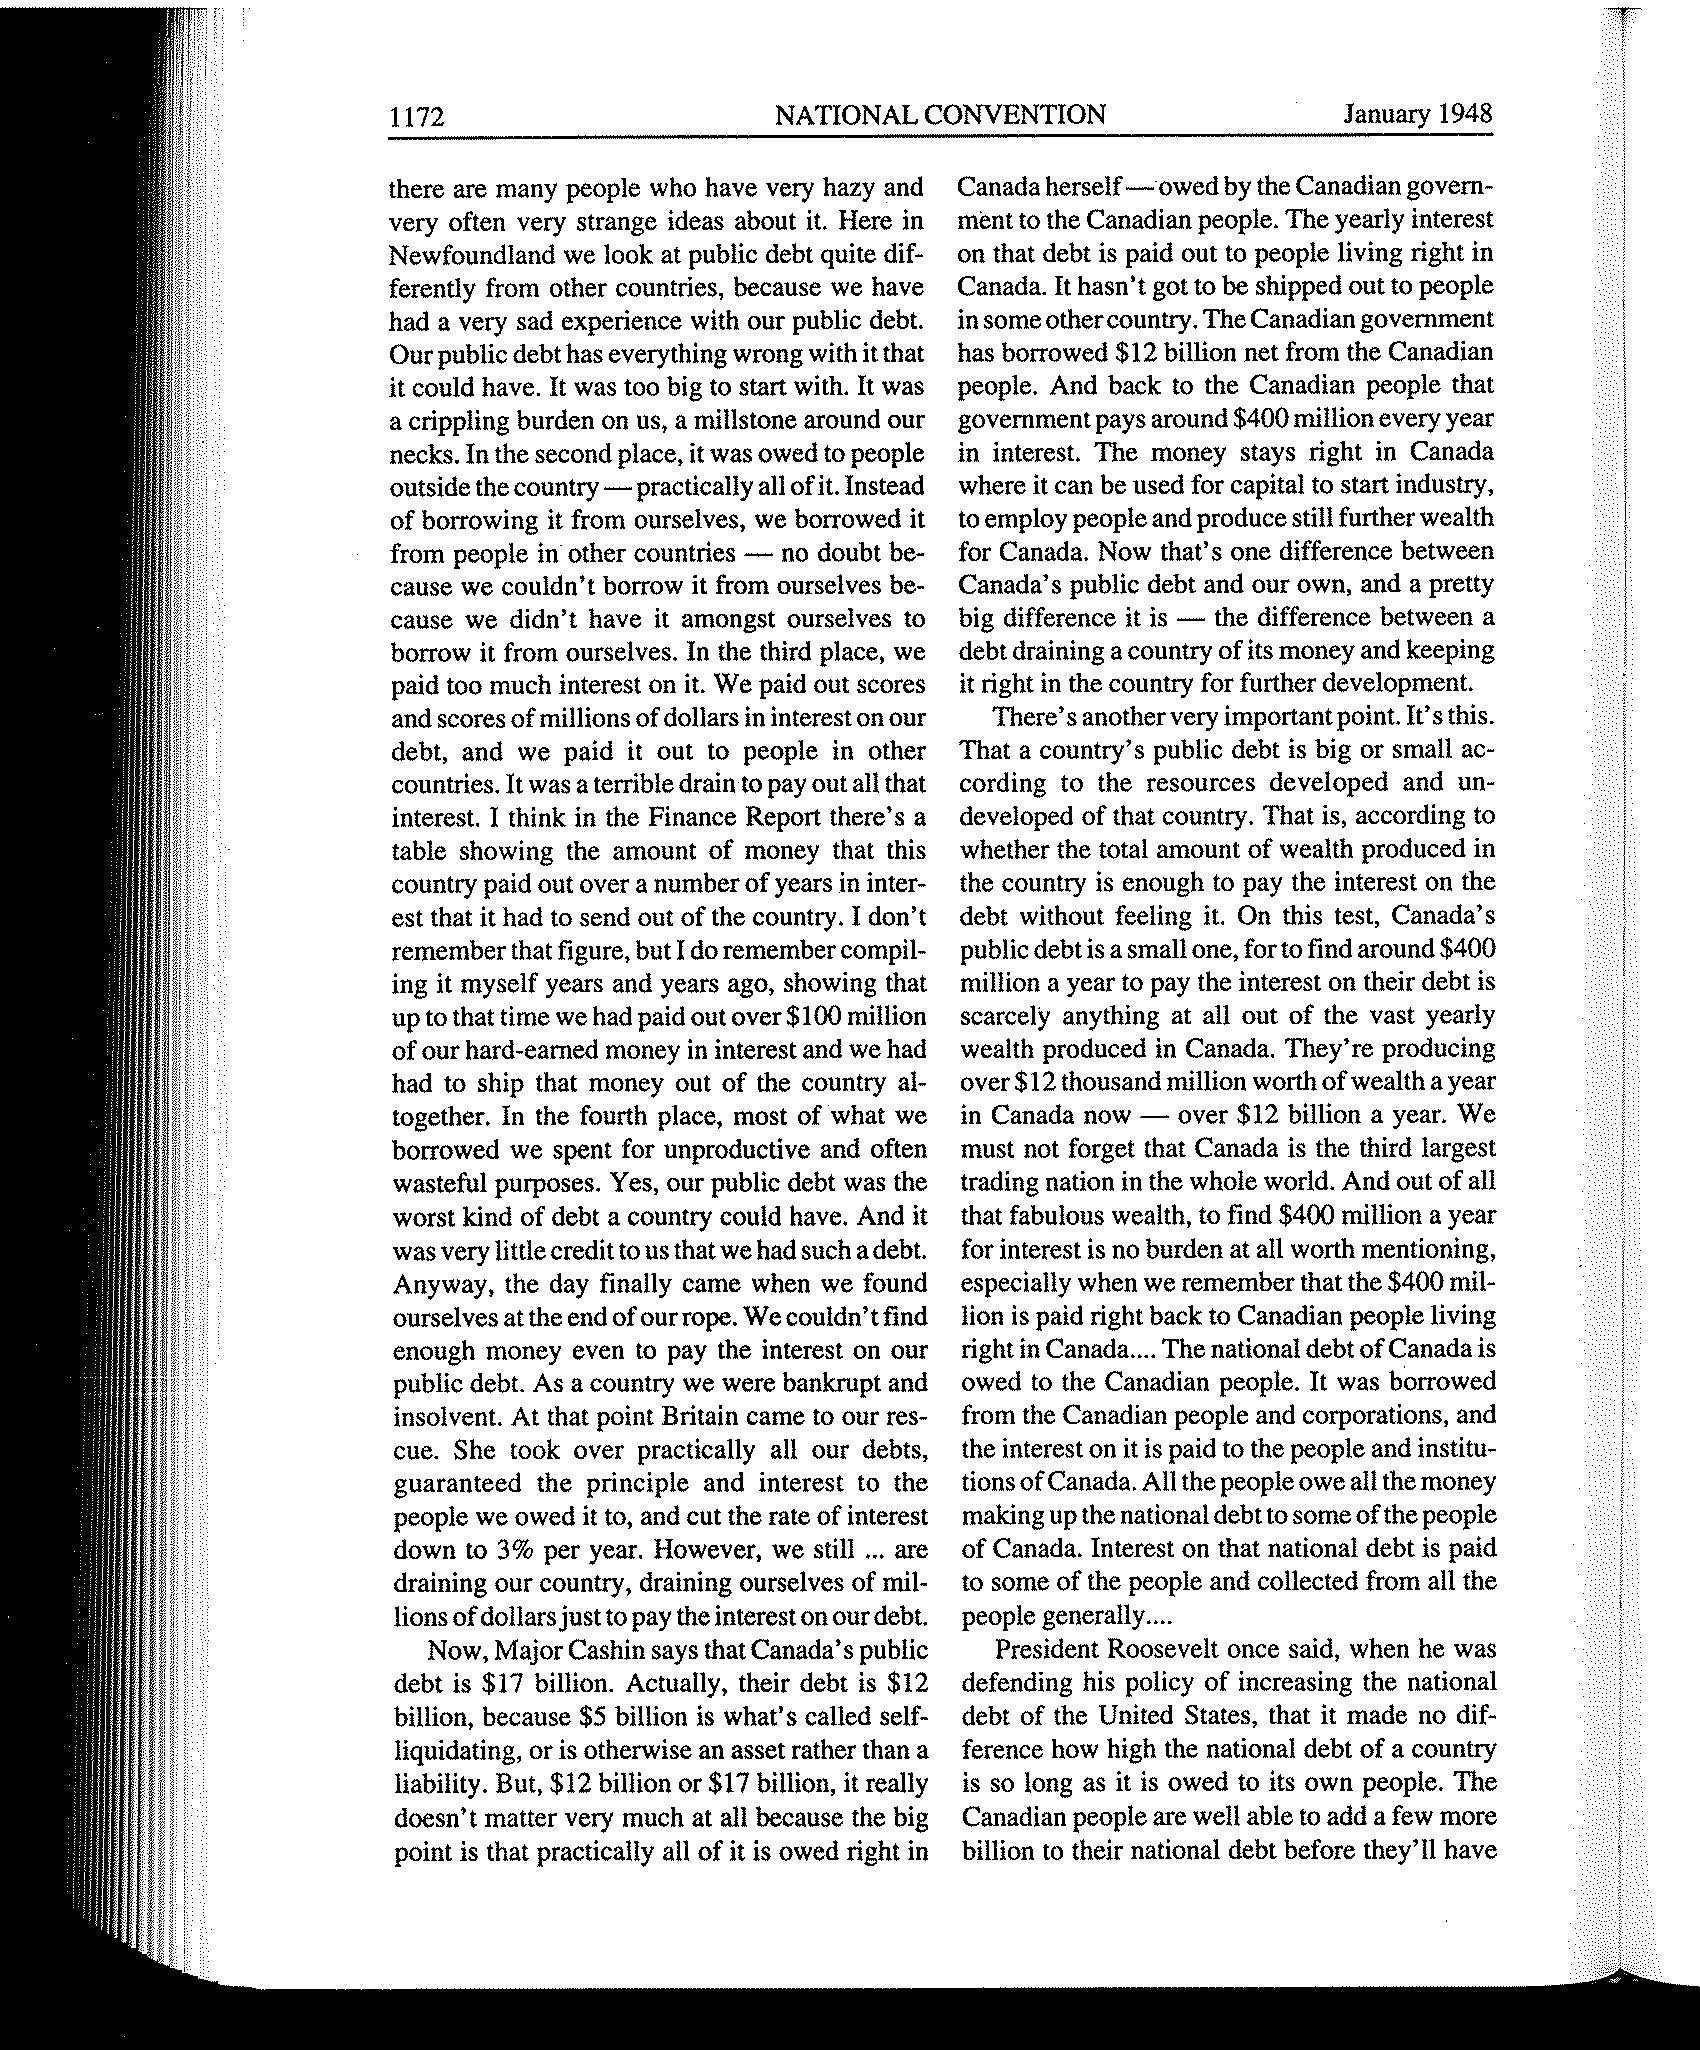 1172
NATIONAL CONVENTION
January 1948
there are many people who have very hazy and
very often very strange ideas about it. Here in
Newfoundland we look at public debt quite dif-
ferently from other countries, because we have
had a very sad experience with our public debt.
Our public debt has everything wrong with it that
it could have. It was too big to start with. It was
a crippling burden on us, a millstone around our
necks. In the second place, it was owed to people
outside the country — practically all of it. Instead
of borrowing it from ourselves, we borrowed it
from people in other countries — no doubt be-
cause we couldn't borrow it from ourselves be-
cause we didn't have it amongst ourselves to
borrow it from ourselves. In the third place, we
paid too much interest on it. We paid out scores
and scores of millions of dollars in interest on our
debt, and we paid it out to people in other
countries. It was a terrible drain to pay out all that
interest. I think in the Finance Report there's a
table showing the amount of money that this
country paid out over a number of years in inter-
est that it had to send out of the country. I don't
remember that figure, but I do remember compil-
ing it myself years and years ago, showing that
up to that time we had paid out over $100 million
of our hard-earned money in interest and we had
had to ship that money out of the country al-
together. In the fourth place, most of what we
borrowed we spent for unproductive and often
wasteful purposes. Yes, our public debt was the
worst kind of debt a country could have. And it
was very little credit to us that we had such a debt.
Anyway, the day finally came when we found
ourselves at the end of our rope. We couldn't find
enough money even to pay the interest on our
public debt. As a country we were bankrupt and
insolvent. At that point Britain came to our res-
cue. She took over practically all our debts,
guaranteed the principle and interest to the
people we owed it to, and cut the rate of interest
down to 3% per year. However, we still ... are
draining our country, draining ourselves of mil-
lions of dollars just to pay the interest on our debt.
Now, Major Cashin says that Canada's public
debt is $17 billion. Actually, their debt is $12
billion, because $5 billion is what's called self-
liquidating, or is otherwise an asset rather than a
liability. But, $12 billion or $17 billion, it really
doesn't matter very much at all because the big
point is that practically all of it is owed right in
Canada herself — owed by the Canadian govern-
ment to the Canadian people. The yearly interest
on that debt is paid out to people living right in
Canada. It hasn't got to be shipped out to people
in some other country. The Canadian government
has borrowed $12 billion net from the Canadian
people. And back to the Canadian people that
government pays around $400 million every year
in interest. The money stays right in Canada
where it can be used for capital to start industry,
to employ people and produce still further wealth
for Canada. Now that's one difference between
Canada's public debt and our own, and a pretty
big difference it is — the difference between a
debt draining a country of its money and keeping
it right in the country for further development.
There's another very important point. It's this.
That a country's public debt is big or small ac-
cording to the resources developed and un-
developed of that country. That is, according to
whether the total amount of wealth produced in
the country is enough to pay the interest on the
debt without feeling it. On this test, Canada's
public debt is a small one, for to find around $400
million a year to pay the interest on their debt is
scarcely anything at all out of the vast yearly
wealth produced in Canada. They're producing
over $12 thousand million worth of wealth a year
in Canada now — over $12 billion a year. We
must not forget that Canada is the third largest
trading nation in the whole world. And out of all
that fabulous wealth, to find $400 million a year
for interest is no burden at all worth mentioning,
especially when we remember that the $400 mil-
lion is paid right back to Canadian people living
right in Canada.... The national debt of Canada is
owed to the Canadian people. It was borrowed
from the Canadian people and corporations, and
the interest on it is paid to the people and institu-
tions of Canada. All the people owe all the money
making up the national debt to some of the people
of Canada. Interest on that national debt is paid
to some of the people and collected from all the
people generally....
President Roosevelt once said, when he was
defending his policy of increasing the national
debt of the United States, that it made no dif-
ference how high the national debt of a country
is so long as it is owed to its own people. The
Canadian people are well able to add a few more
billion to their national debt before they'll have